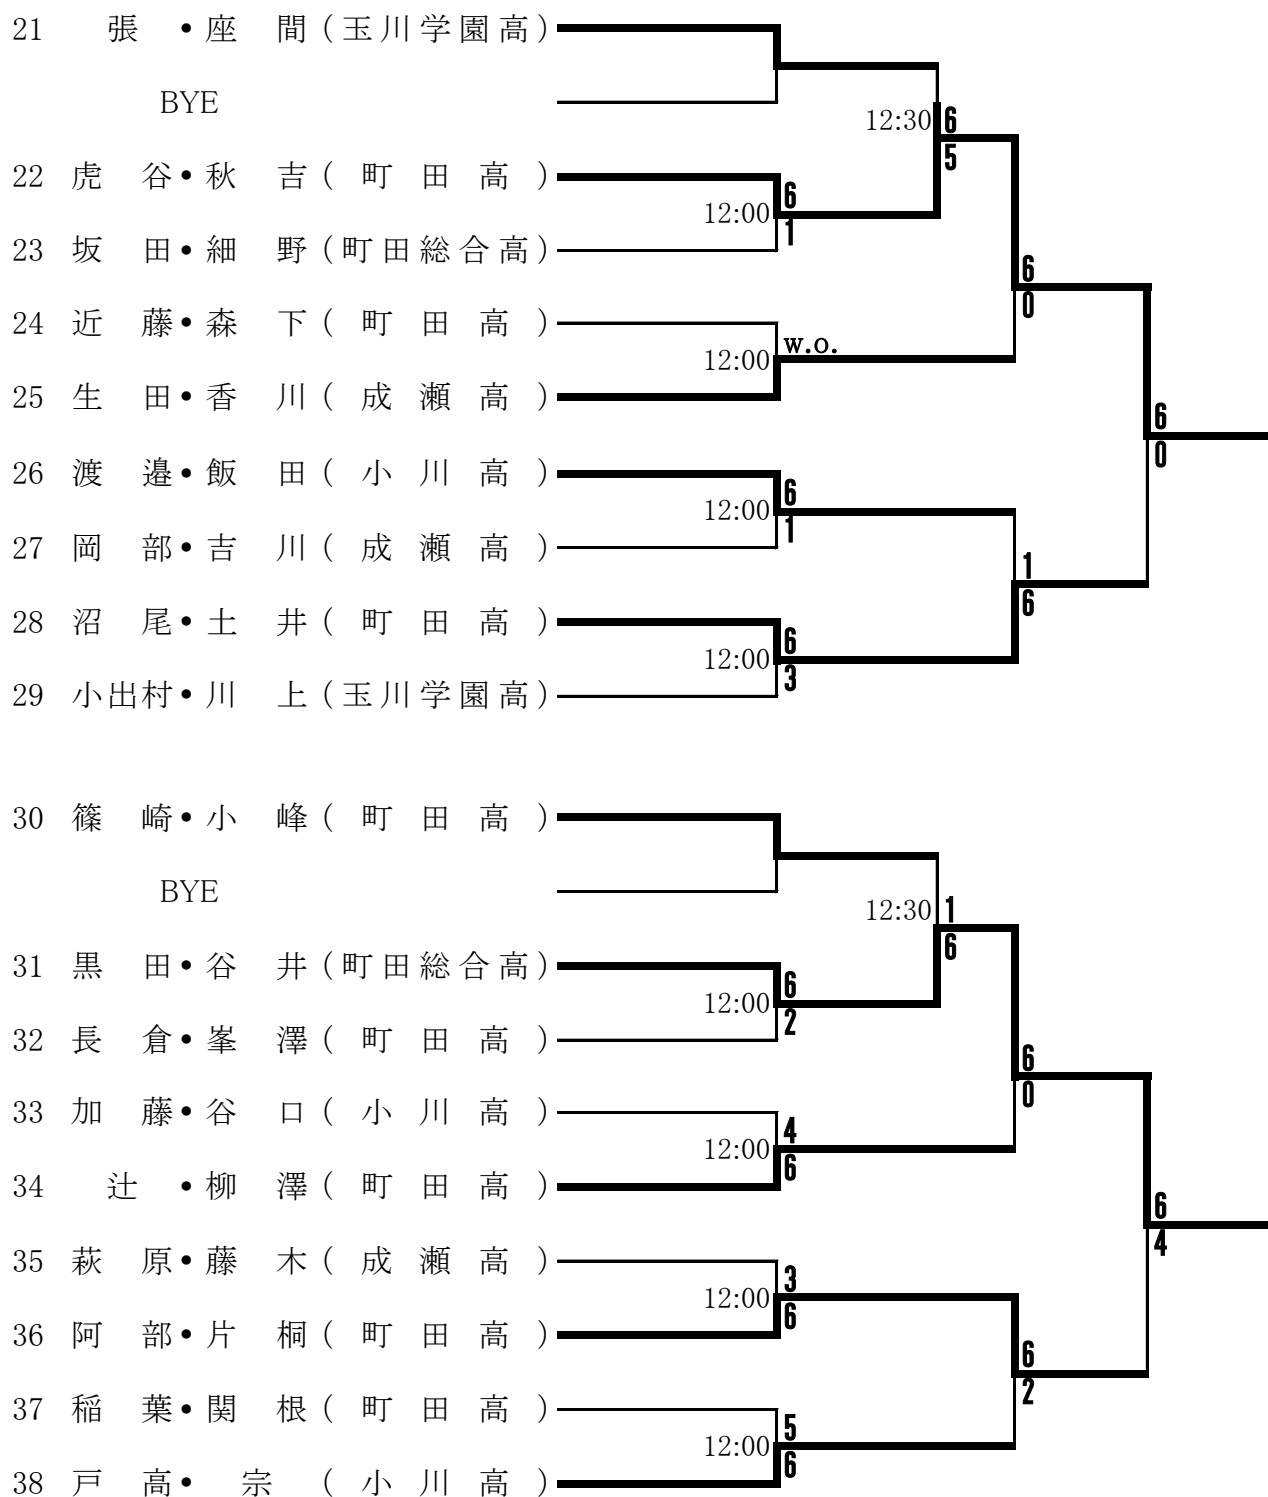 21 張 • 座 間 ( 玉 川 学 園 高 )
BYE
12:30 6
5
22 虎 谷 • 秋 吉 ( 町 田 高 )
12:00 6
1
23 坂 田 • 細 野 ( 町 田 総 合 高 )
6
0
24 近 藤 • 森 下 ( 町 田 高 )
12:00 w.o.
25 生 田 • 香 川 ( 成 瀬 高 )
6
0
26 渡 邉 • 飯 田 ( 小 川 高 )
12:00 6
1
27 岡 部 • 吉 川 ( 成 瀬 高 )
1
6
28 沼 尾 • 土 井 ( 町 田 高 )
12:00 6
3
29 小出村 • 川 上 ( 玉 川 学 園 高 )
30 篠 崎 • 小 峰 ( 町 田 高 )
BYE
12:30 1
6
31 黒 田 • 谷 井 ( 町 田 総 合 高 )
12:00 6
2
32 長 倉 • 峯 澤 ( 町 田 高 )
6
0
33 加 藤 • 谷 口 ( 小 川 高 )
12:00 4
6
34 辻 • 柳 澤 ( 町 田 高 )
6
4
35 萩 原 • 藤 木 ( 成 瀬 高 )
12:00 3
6
36 阿 部 • 片 桐 ( 町 田 高 )
6
2
37 稲 葉 • 関 根 ( 町 田 高 )
12:00 5
6
38 戸 高 • 宗 ( 小 川 高 )